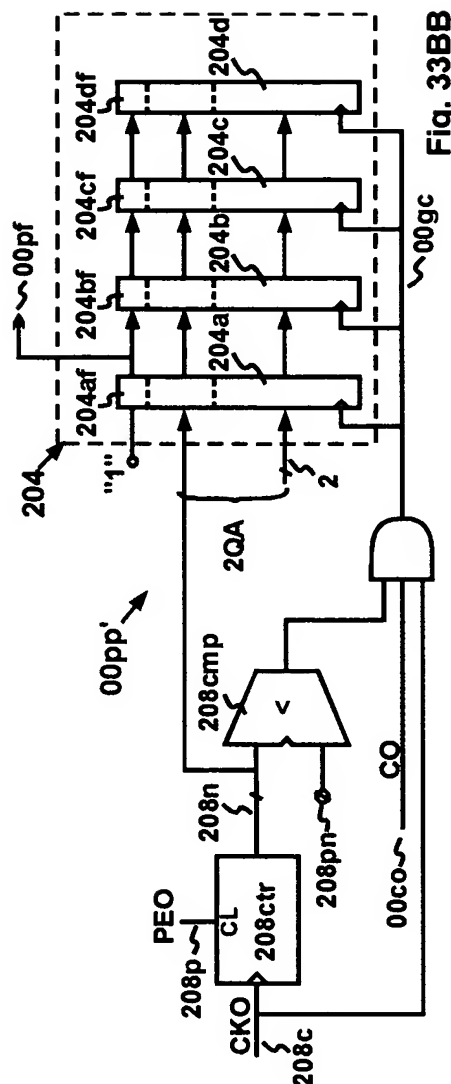 204
204af
204bf
204cf
204df
00pf
"1"
204a
204b
204c
204d
2QA
2
00pp'
208cmp
<
208n
208pn
PEO
208p
CL
208ctr
CKO
208c
CO
00co
00gc
Fig. 33BB